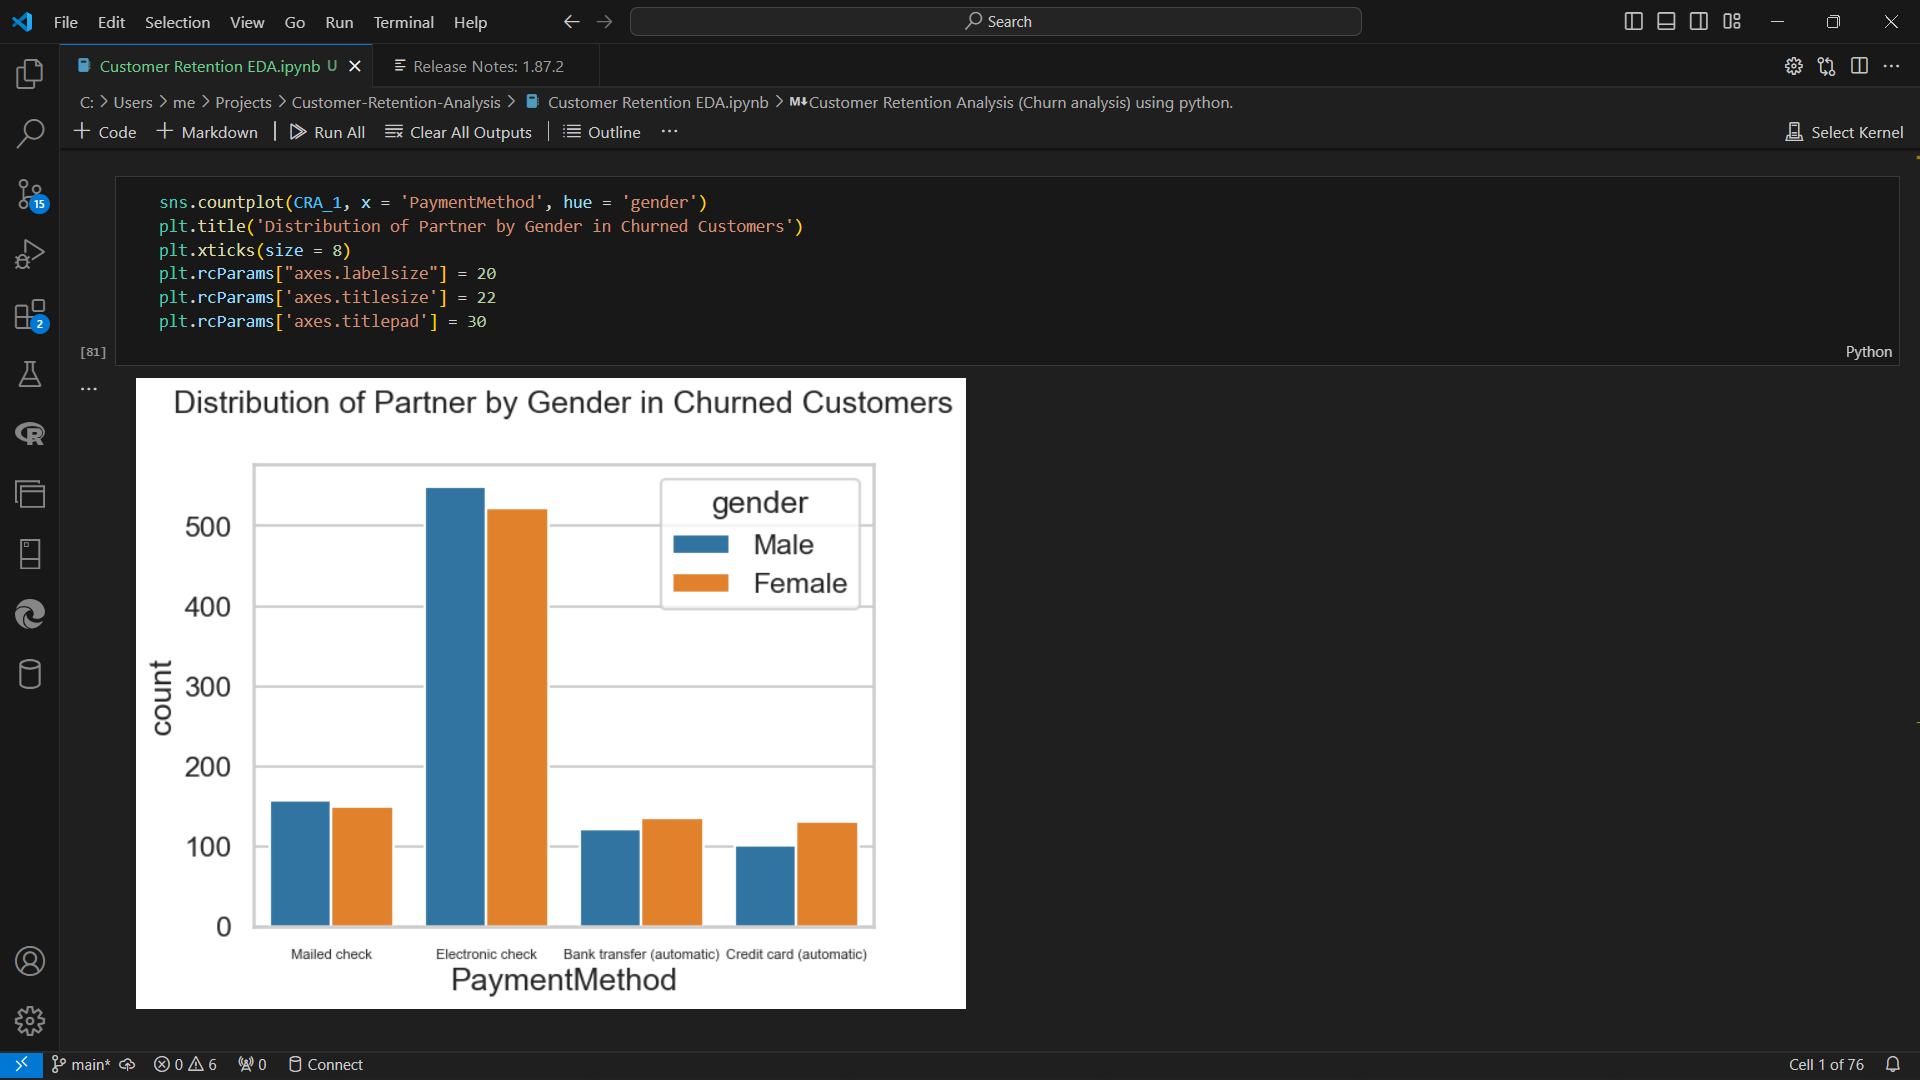 File Edit Selection View Go Run Terminal Help
Search
Customer Retention EDA.ipynb U
Release Notes: 1.87.2
C: > Users > me > Projects > Customer-Retention-Analysis > Customer Retention EDA.ipynb > M↓Customer Retention Analysis (Churn analysis) using python.
+ Code + Markdown | Run All Clear All Outputs | Outline ···
Select Kernel
15
2
sns.countplot(CRA_1, x = 'PaymentMethod', hue = 'gender')
plt.title('Distribution of Partner by Gender in Churned Customers')
plt.xticks(size = 8)
plt.rcParams["axes.labelsize"] = 20
plt.rcParams['axes.titlesize'] = 22
plt.rcParams['axes.titlepad'] = 30
[81]
Python
Distribution of Partner by Gender in Churned Customers
gender
Male
Female
count
500
400
300
200
100
0
Mailed check
Electronic check
Bank transfer (automatic)
Credit card (automatic)
PaymentMethod
main* 0 6 0 Connect
Cell 1 of 76